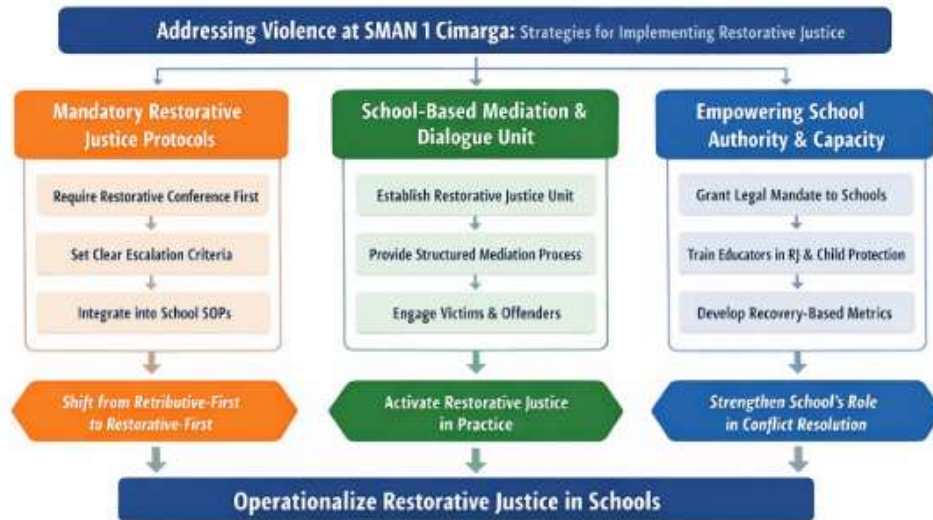 Addressing Violence at SMAN 1 Cimarga: Strategies for Implementing Restorative Justice
Mandatory Restorative
Justice Protocols
Require Restorative Conference First
Set Clear Escalation Criteria
Integrate into School SOPs
Shift from Retributive-First
to Restorative-First
School-Based Mediation &
Dialogue Unit
Establish Restorative Justice Unit
Provide Structured Mediation Process
Engage Victims & Offenders
Activate Restorative Justice
in Practice
Empowering School
Authority & Capacity
Grant Legal Mandate to Schools
Train Educators in RJ & Child Protection
Develop Recovery-Based Metrics
Strengthen School's Role
in Conflict Resolution
Operationalize Restorative Justice in Schools